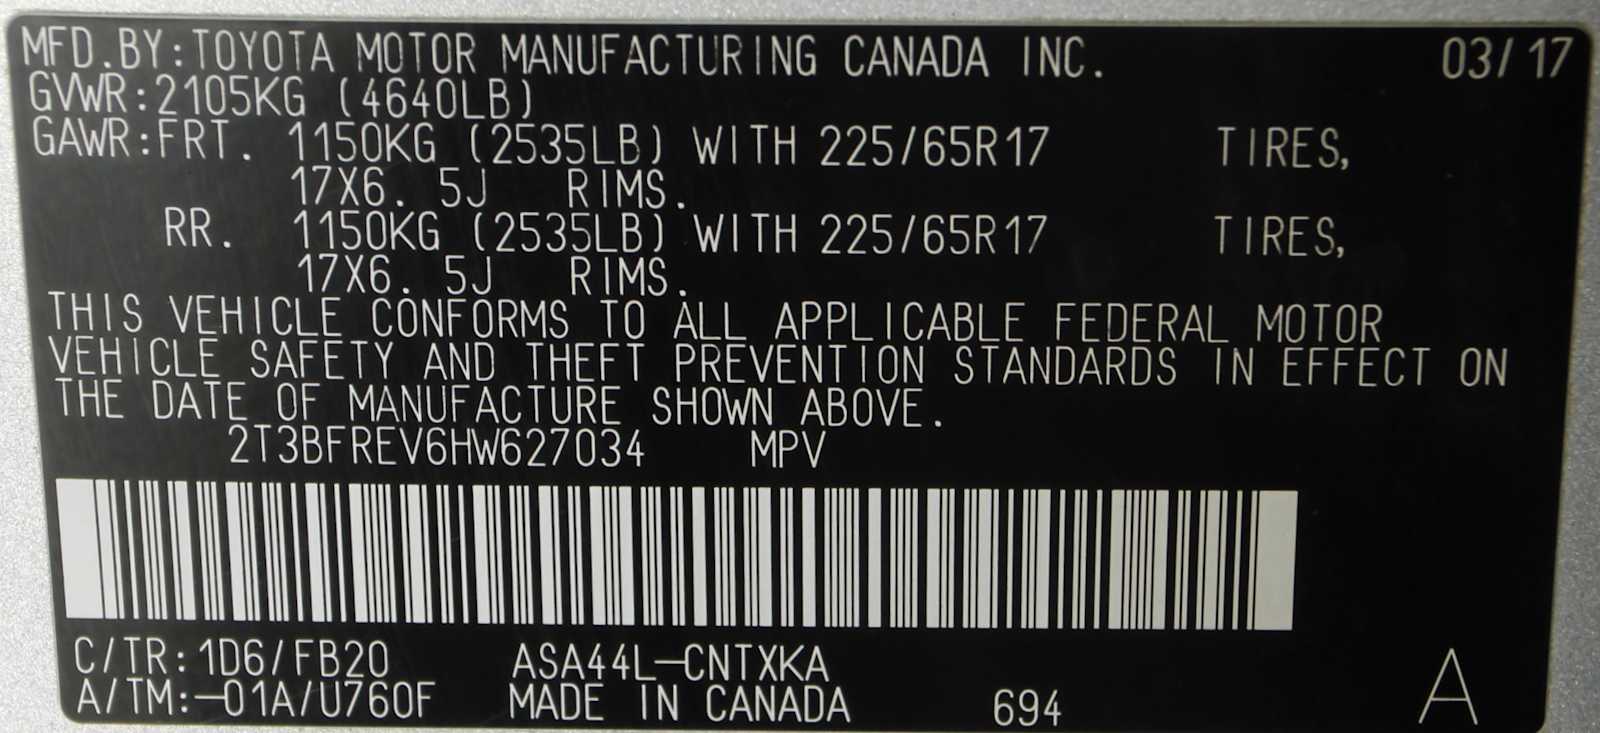 MFD.BY:TOYOTA MOTOR MANUFACTURING CANADA INC. 03/17
GVWR:2105KG (4640LB)
GAWR:FRT. 1150KG (2535LB) WITH 225/65R17 TIRES,
17X6. 5J RIMS.
RR. 1150KG (2535LB) WITH 225/65R17 TIRES,
17X6. 5J RIMS.
THIS VEHICLE CONFORMS TO ALL APPLICABLE FEDERAL MOTOR
VEHICLE SAFETY AND THEFT PREVENTION STANDARDS IN EFFECT ON
THE DATE OF MANUFACTURE SHOWN ABOVE.
2T3BFREV6HW627034 MPV
C/TR:1D6/FB20 ASA44L-CNTXKA
A/TM:-01A/U760F MADE IN CANADA 694 A